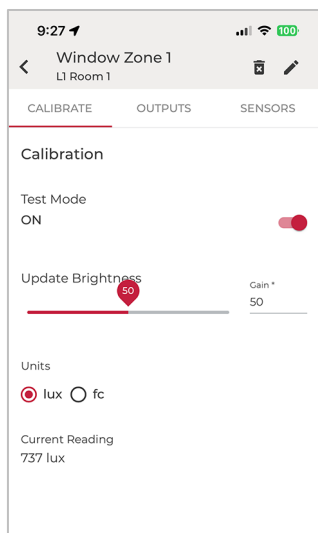 9:27
100
Window Zone 1
L1 Room 1
CALIBRATE OUTPUTS SENSORS
Calibration
Test Mode
ON
Update Brightness
50
Gain *
50
Units
lux fc
Current Reading
737 lux